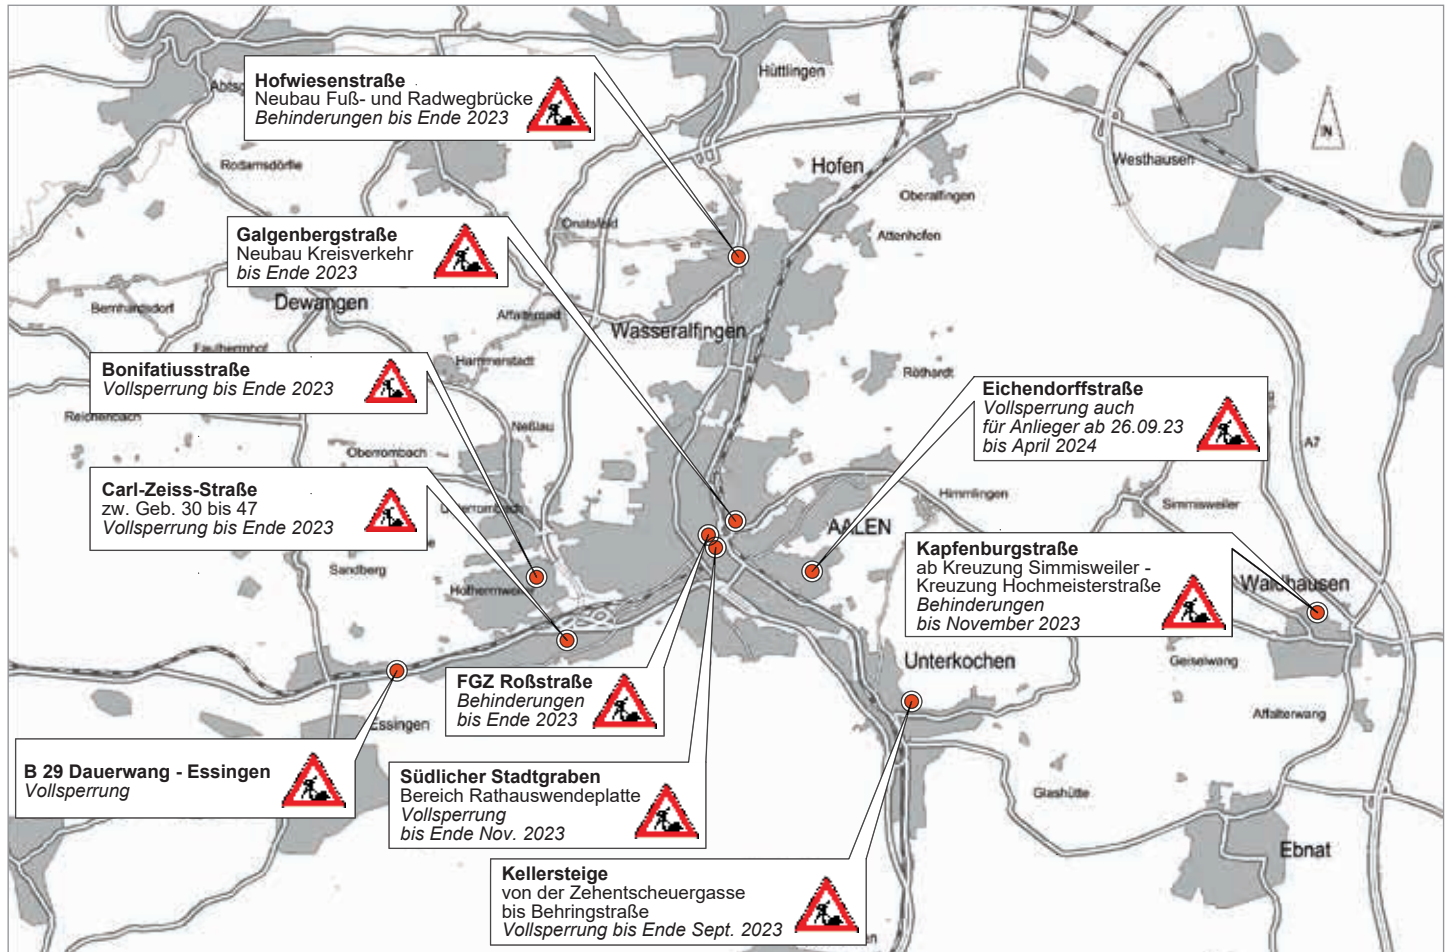 Hüttlingen
Hofwiesenstraße
Neubau Fuß- und Radwegbrücke
Behinderungen bis Ende 2023
N
Hofen
Westhausen
Rodamsdörfle
Oberalfingen
Onatsfeld
Attenhofen
Galgenbergstraße
Neubau Kreisverkehr
bis Ende 2023
Bernhardsdorf
Dewangen
Affalterried
Wasseralfingen
Faulherrnhof
Hammerstadt
Röthardt
Bonifatiusstraße
Vollsperrung bis Ende 2023
Eichendorffstraße
Vollsperrung auch
für Anlieger ab 26.09.23
bis April 2024
Reichenbach
Neßlau
A7
Oberrombach
Carl-Zeiss-Straße
zw. Geb. 30 bis 47
Vollsperrung bis Ende 2023
Himmlingen
Simmisweiler
Unterrombach
AALEN
Sandberg
Kapfenburgstraße
ab Kreuzung Simmisweiler -
Kreuzung Hochmeisterstraße
Behinderungen
bis November 2023
Waldhausen
Unterkochen
Geiselwang
FGZ Roßstraße
Behinderungen
bis Ende 2023
Affalterwang
Essingen
B 29 Dauerwang - Essingen
Vollsperrung
Südlicher Stadtgraben
Bereich Rathauswendeplatte
Vollsperrung
bis Ende Nov. 2023
Glashütte
Ebnat
Kellersteige
von der Zehentscheuergasse
bis Behringstraße
Vollsperrung bis Ende Sept. 2023